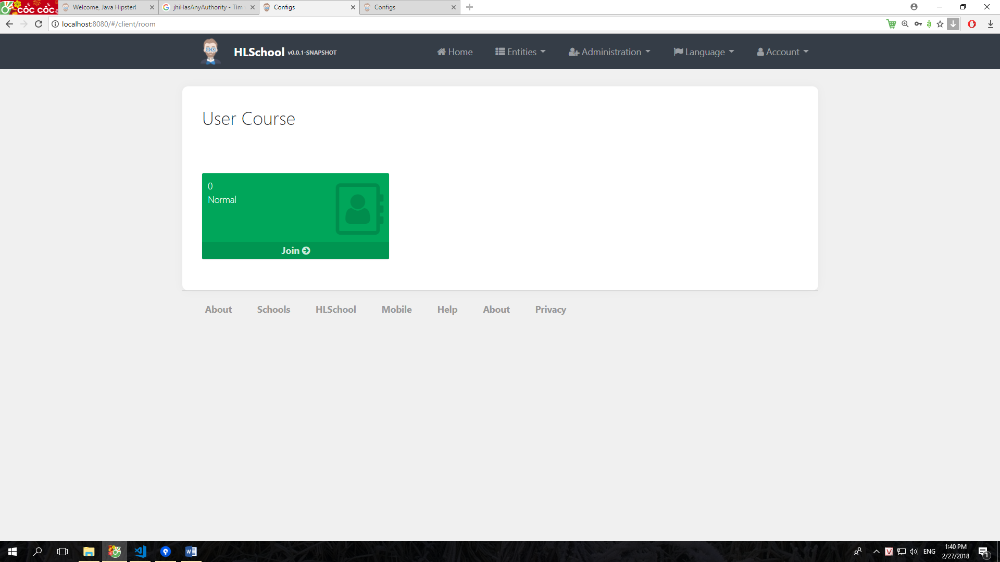 CỐC CỐC
Welcome, Java Hipster!
jhiHasAnyAuthority - Tìm
Configs
Configs
localhost:8080/#/client/room
HLSchool v0.0.1-SNAPSHOT
Home
Entities
Administration
Language
Account
User Course
0
Normal
Join
About
Schools
HLSchool
Mobile
Help
About
Privacy
ENG
1:40 PM
2/27/2018
1